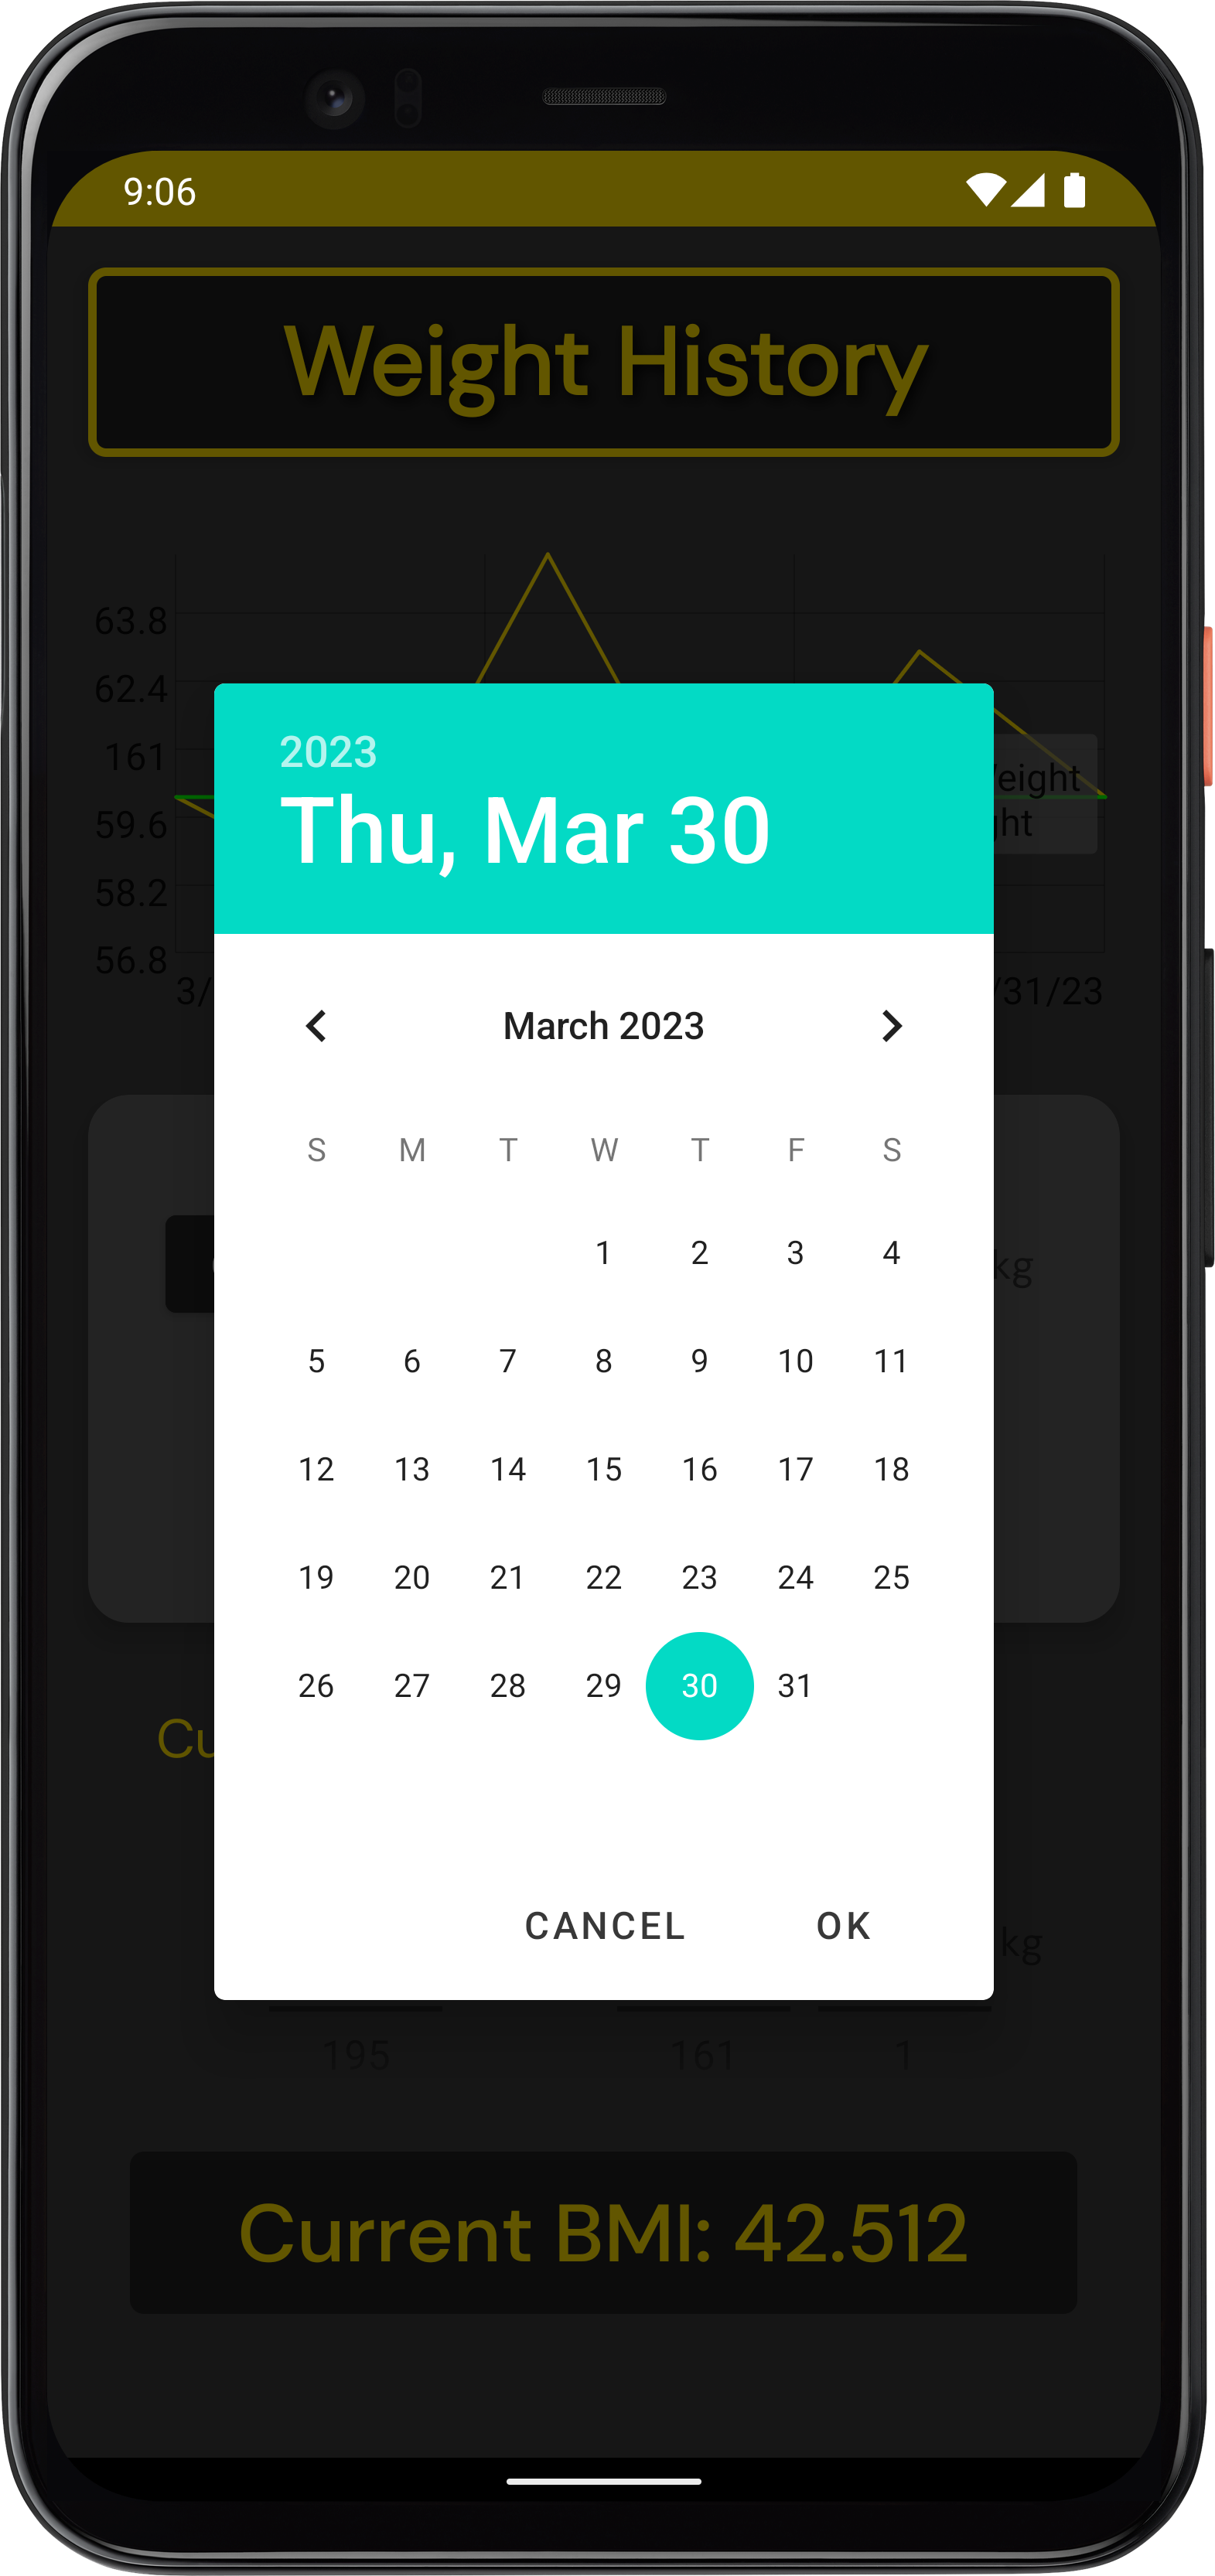 9:06
Weight History
63.8
62.4
161
59.6
58.2
56.8
3/
/31/23
2023
Thu, Mar 30
March 2023
S M T W T F S
1 2 3 4
5 6 7 8 9 10 11
12 13 14 15 16 17 18
19 20 21 22 23 24 25
26 27 28 29 30 31
kg
CANCEL OK
kg
195 161 1
Current BMI: 42.512